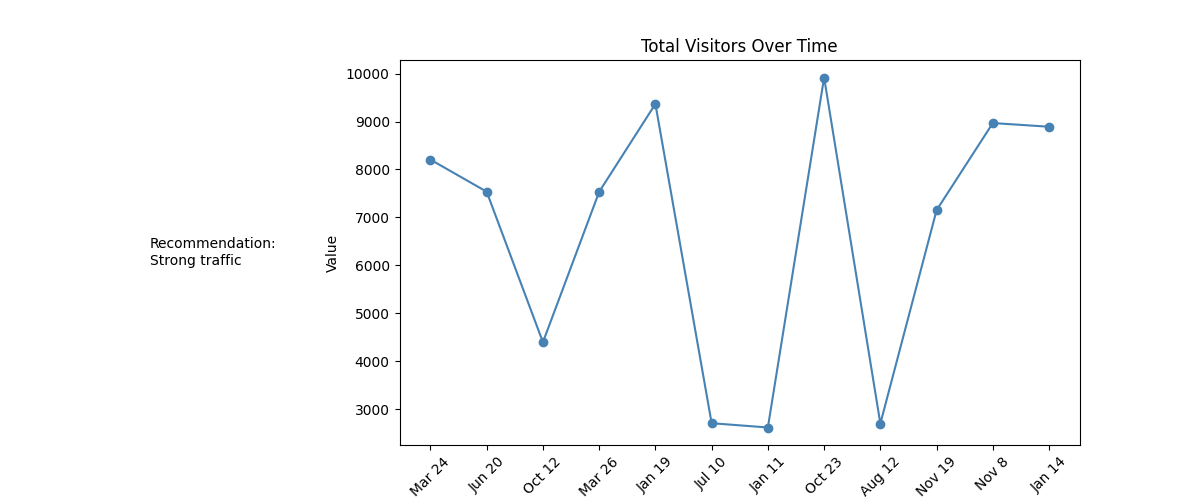 Total Visitors Over Time
10000
9000
8000
7000
6000
5000
4000
3000
Value
Recommendation:
Strong traffic
Mar 24
Jun 20
Oct 12
Mar 26
Jan 19
Jul 10
Jan 11
Oct 23
Aug 12
Nov 19
Nov 8
Jan 14